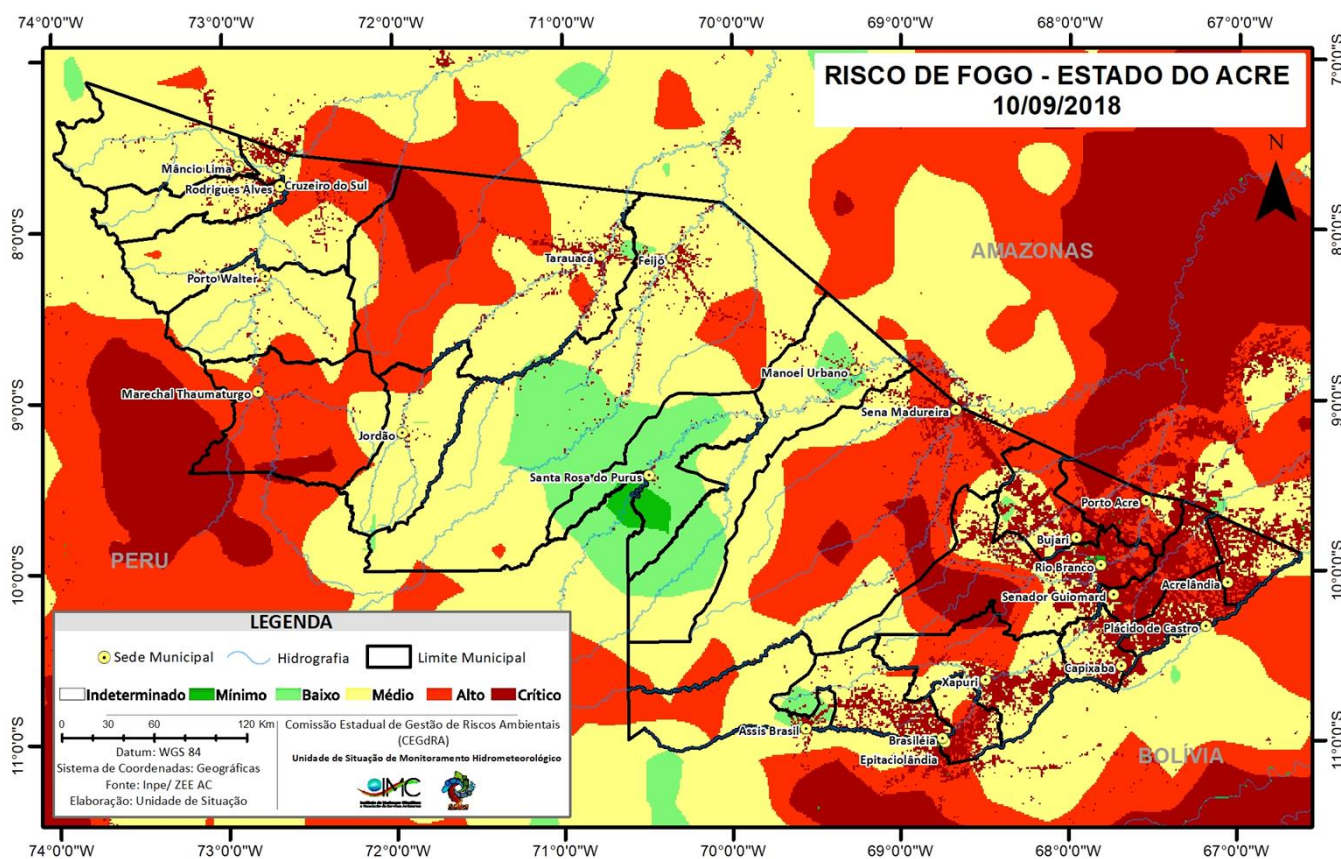 74°0'0"W 73°0'0"W 72°0'0"W 71°0'0"W 70°0'0"W 69°0'0"W 68°0'0"W 67°0'0"W
RISCO DE FOGO - ESTADO DO ACRE
10/09/2018
N
7°0'0"S
7°0'0"S
Mâncio Lima
Rodrigues Alves
Cruzeiro do Sul
8°0'0"S
8°0'0"S
AMAZONAS
Tarauacá
Feijó
Porto Walter
Manoel Urbano
Marechal Thaumaturgo
Sena Madureira
9°0'0"S
9°0'0"S
Jordão
Santa Rosa do Purus
Porto Acre
Bujari
PERU
Rio Branco
10°0'0"S
10°0'0"S
Acrelândia
Senador Guiomard
Plácido de Castro
Capixaba
Xapuri
Assis Brasil
Brasiléia
Epitaciolândia
11°0'0"S
11°0'0"S
BOLÍVIA
LEGENDA
Sede Municipal Hidrografia Limite Municipal
Indeterminado Mínimo Baixo Médio Alto Crítico
0 30 60 120 Km
Datum: WGS 84
Sistema de Coordenadas: Geográficas
Fonte: Inpe/ ZEE AC
Elaboração: Unidade de Situação
Comissão Estadual de Gestão de Riscos Ambientais
(CEGdRA)
Unidade de Situação de Monitoramento Hidrometeorológico
IMC
74°0'0"W 73°0'0"W 72°0'0"W 71°0'0"W 70°0'0"W 69°0'0"W 68°0'0"W 67°0'0"W